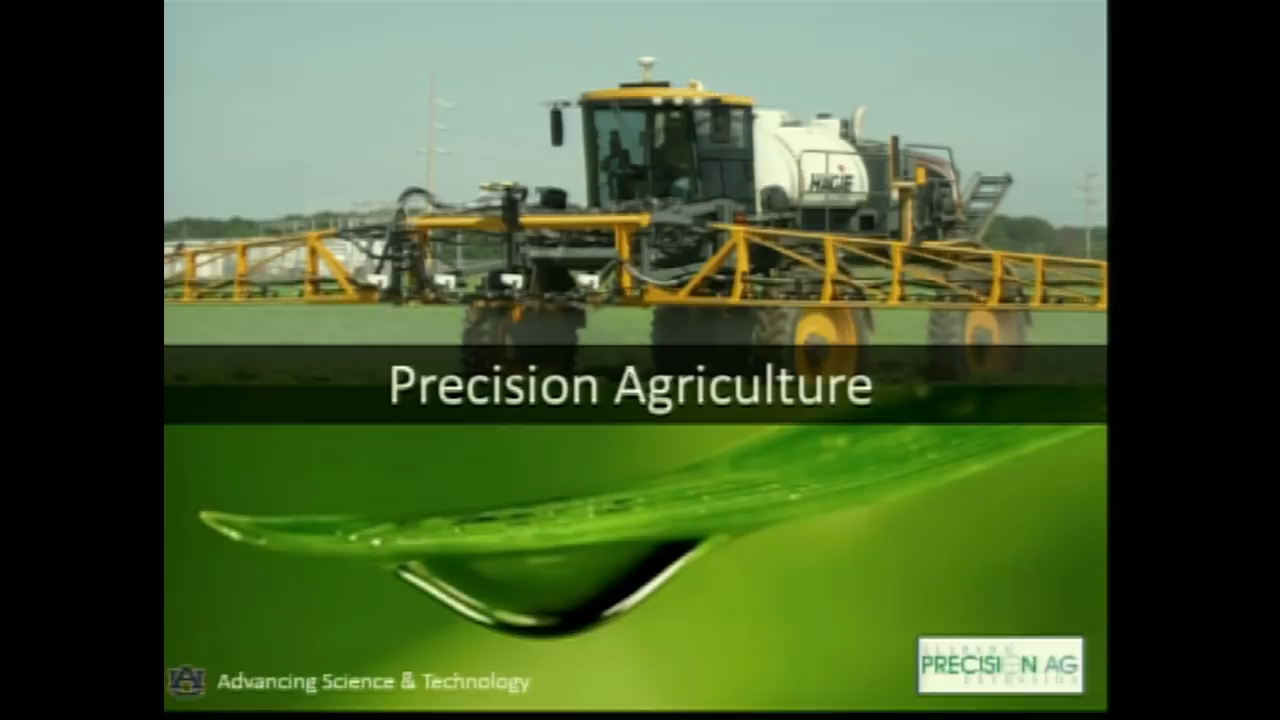 HAGIE
Precision Agriculture
Advancing Science & Technology
PRECISION AG